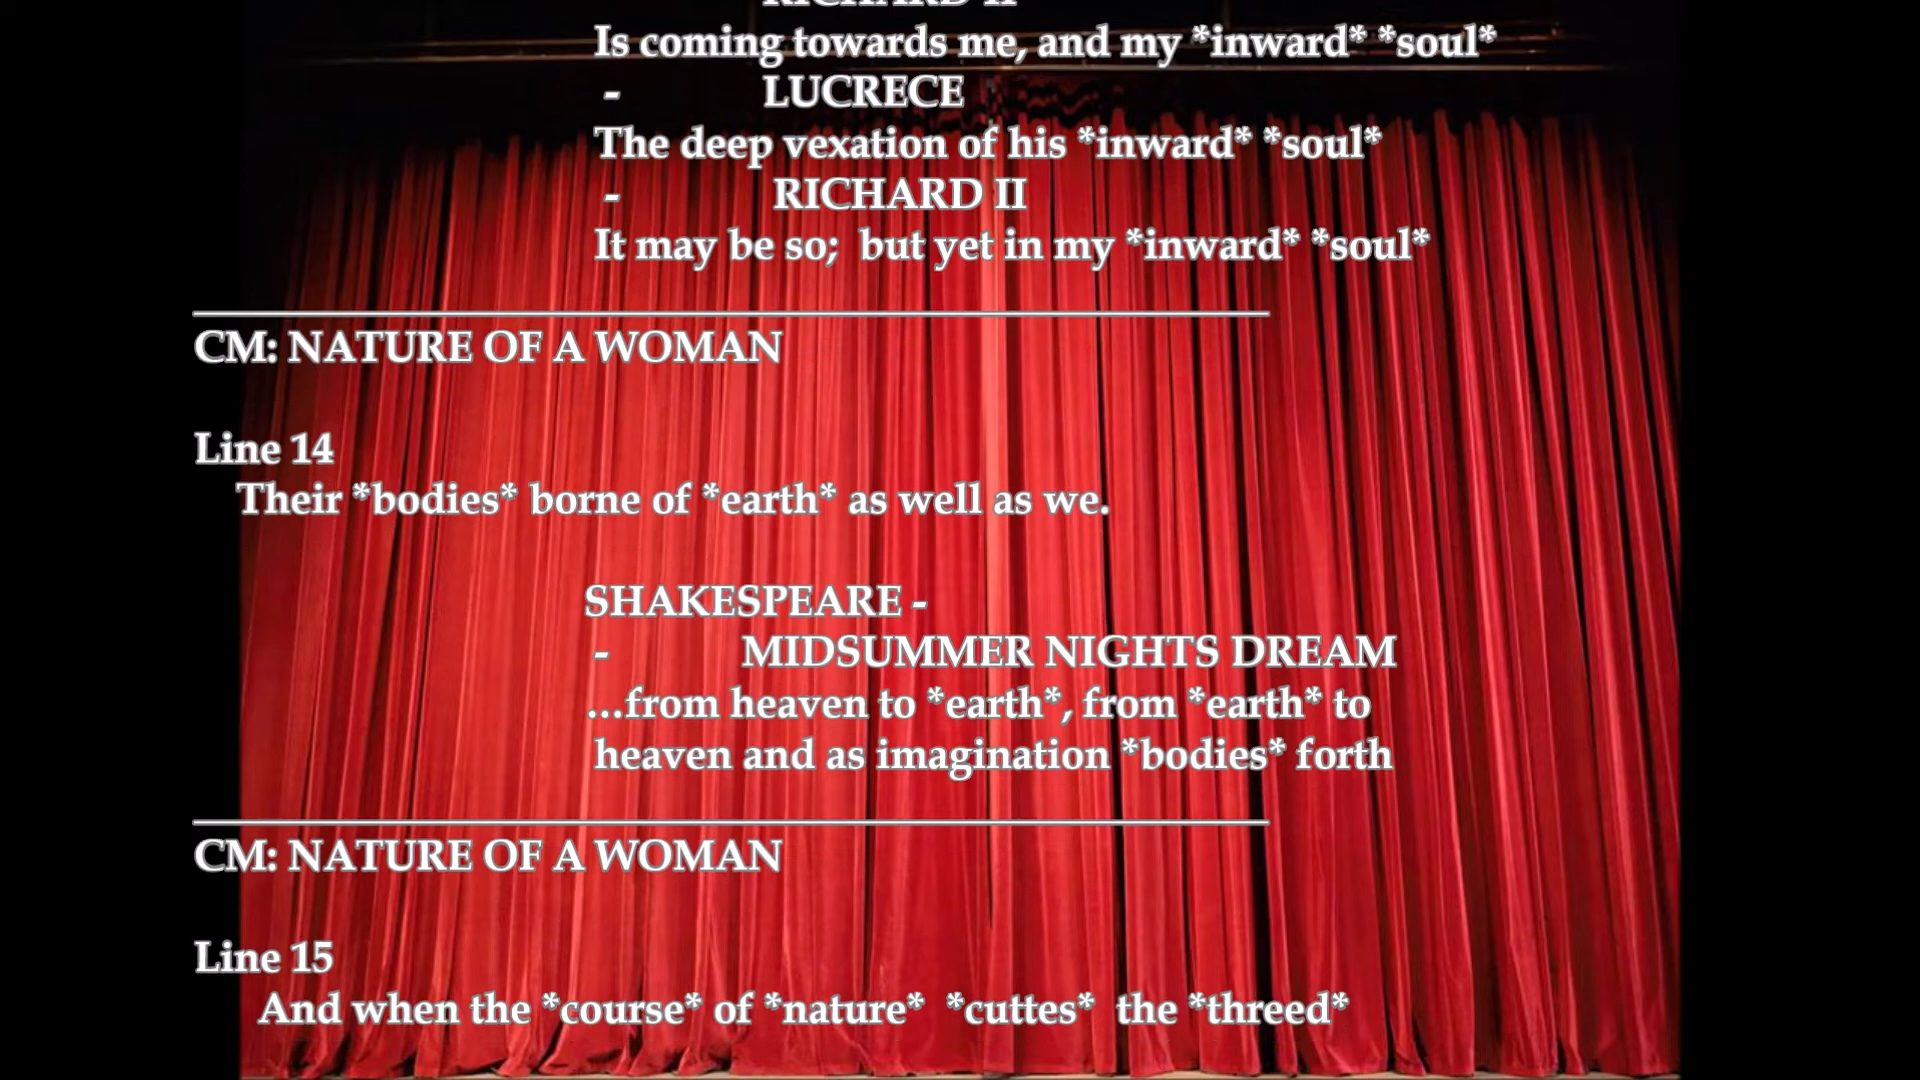 RICHARD II
Is coming towards me, and my *inward* *soul*
- LUCRECE
The deep vexation of his *inward* *soul*
- RICHARD II
It may be so; but yet in my *inward* *soul*
CM: NATURE OF A WOMAN
Line 14
Their *bodies* borne of *earth* as well as we.
SHAKESPEARE -
- MIDSUMMER NIGHTS DREAM
...from heaven to *earth*, from *earth* to
heaven and as imagination *bodies* forth
CM: NATURE OF A WOMAN
Line 15
And when the *course* of *nature* *cuttes* the *threed*